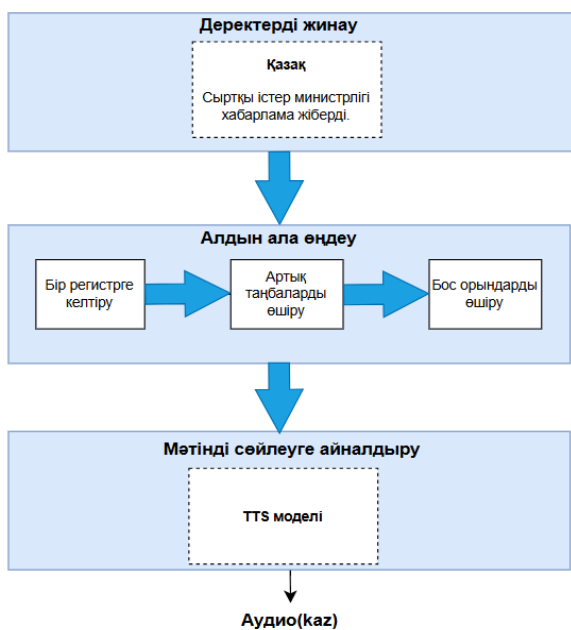 Деректерді жинау
Қазақ
Сыртқы істер министрлігі
хабарлама жіберді.
Алдын ала өңдеу
Бір регистрге
келтіру
Артық
таңбаларды
өшіру
Бос орындарды
өшіру
Мәтінді сөйлеуге айналдыру
TTS моделі
Аудио(kaz)